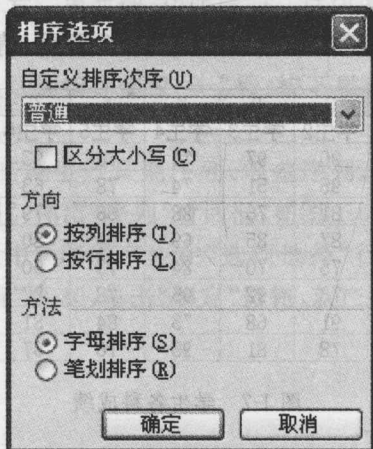 排序选项
自定义排序次序(U)
普通
区分大小写(C)
方向
按列排序(T)
按行排序(L)
方法
字母排序(S)
笔划排序(R)
确定
取消